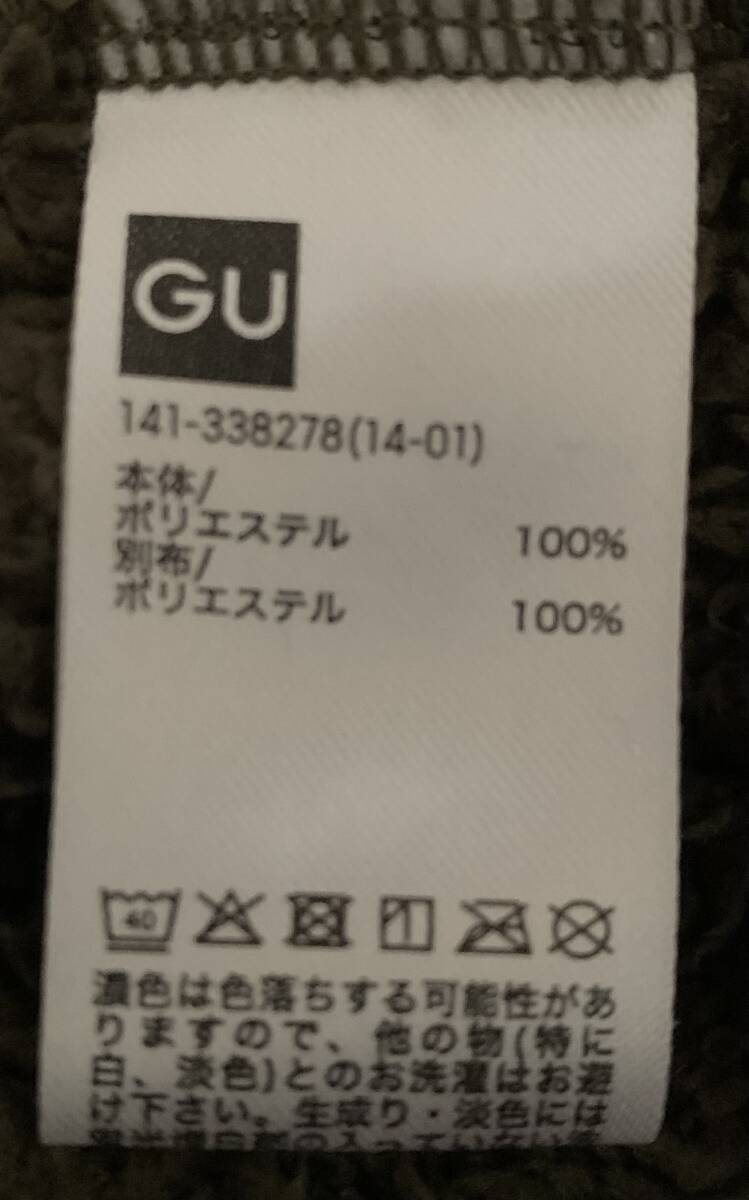 GU
141-338278(14-01)
本体/
ポリエステル 100%
別布/
ポリエステル 100%
40
濃色は色落ちする可能性があ
りますので、他の物(特に
白、淡色)とのお洗濯はお避
け下さい。生成り・淡色には